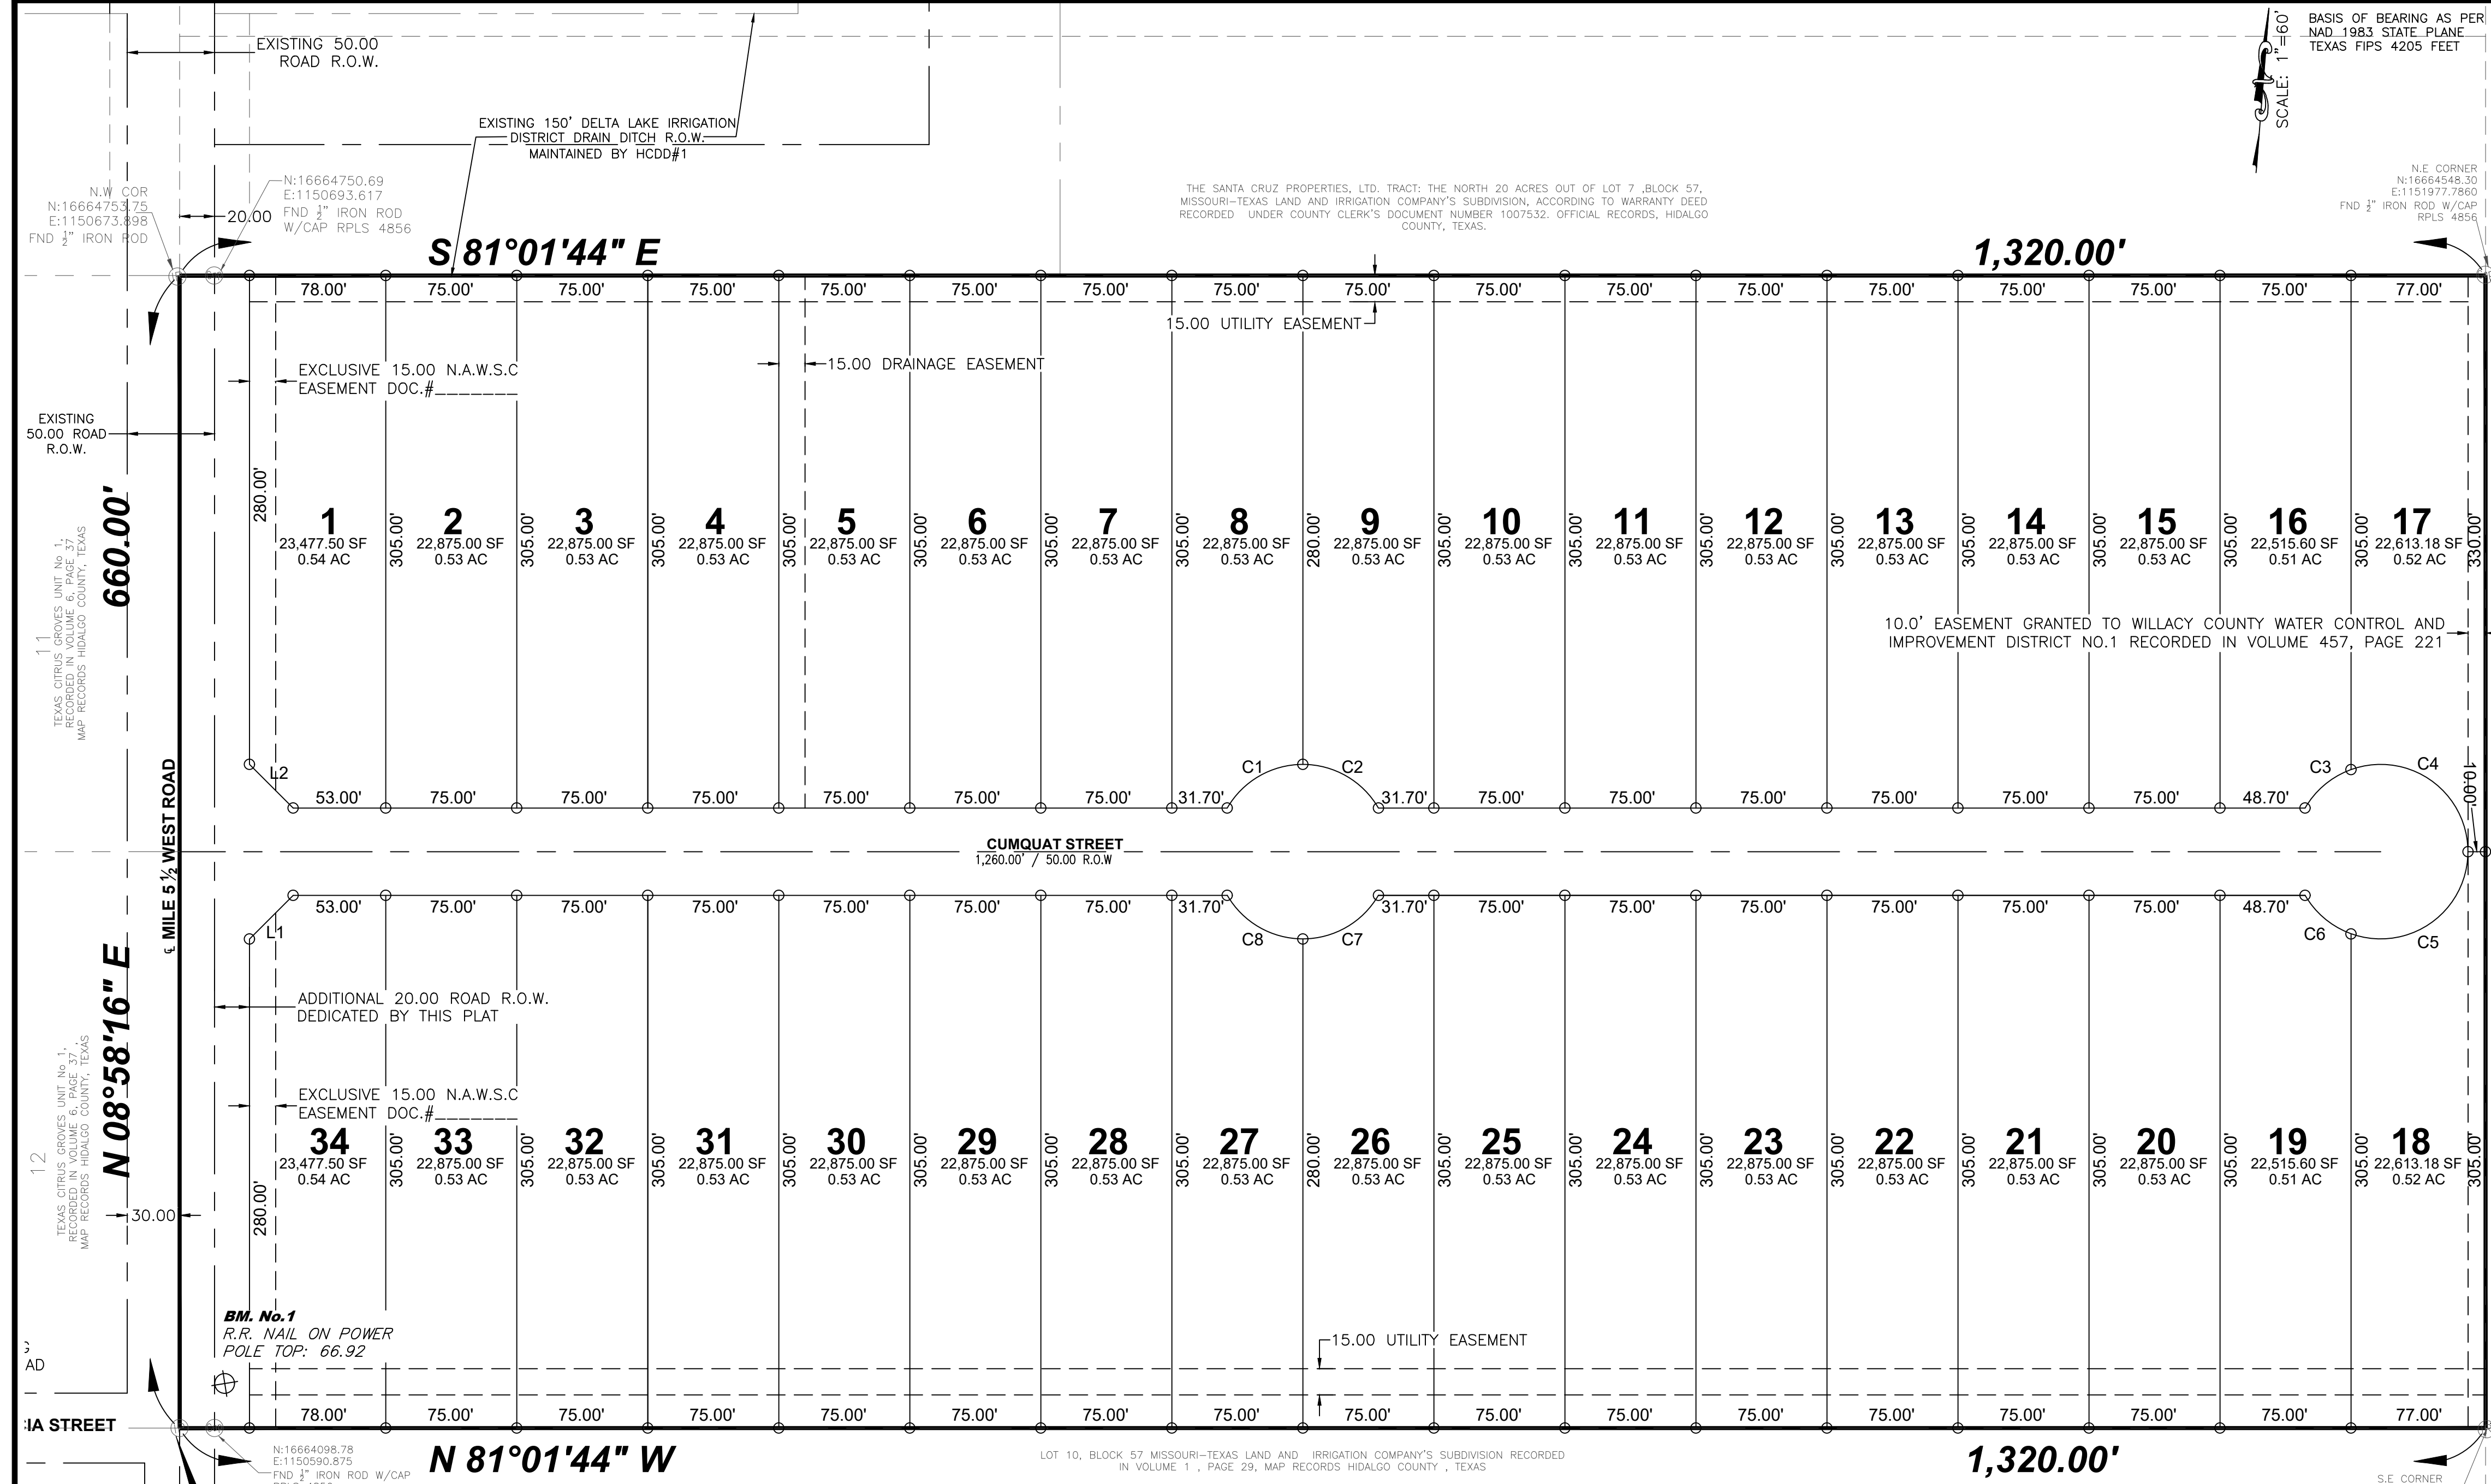 EXISTING 50.00
ROAD R.O.W.
BASIS OF BEARING AS PER
NAD 1983 STATE PLANE
TEXAS FIPS 4205 FEET
SCALE: 1"=60'
EXISTING 150' DELTA LAKE IRRIGATION
DISTRICT DRAIN DITCH R.O.W.
MAINTAINED BY HCDD#1
N.W COR
N:16664753.75
E:1150673.898
FND ½" IRON ROD
N:16664750.69
E:1150693.617
FND ½" IRON ROD
W/CAP RPLS 4856
20.00
THE SANTA CRUZ PROPERTIES, LTD. TRACT: THE NORTH 20 ACRES OUT OF LOT 7 ,BLOCK 57,
MISSOURI-TEXAS LAND AND IRRIGATION COMPANY'S SUBDIVISION, ACCORDING TO WARRANTY DEED
RECORDED UNDER COUNTY CLERK'S DOCUMENT NUMBER 1007532. OFFICIAL RECORDS, HIDALGO
COUNTY, TEXAS.
N.E CORNER
N:16664548.30
E:1151977.7860
FND ½" IRON ROD W/CAP
RPLS 4856
S 81°01'44" E
1,320.00'
78.00' 75.00' 75.00' 75.00' 75.00' 75.00' 75.00' 75.00' 75.00' 75.00' 75.00' 75.00' 75.00' 75.00' 75.00' 75.00' 77.00'
15.00 UTILITY EASEMENT
EXCLUSIVE 15.00 N.A.W.S.C
EASEMENT DOC.#_______
15.00 DRAINAGE EASEMENT
EXISTING
50.00 ROAD
R.O.W.
660.00'
11
TEXAS CITRUS GROVES UNIT No 1,
RECORDED IN VOLUME 6, PAGE 37
MAP RECORDS HIDALGO COUNTY, TEXAS
1 2 3 4 5 6 7 8 9 10 11 12 13 14 15 16 17
23,477.50 SF 22,875.00 SF 22,875.00 SF 22,875.00 SF 22,875.00 SF 22,875.00 SF 22,875.00 SF 22,875.00 SF 22,875.00 SF 22,875.00 SF 22,875.00 SF 22,875.00 SF 22,875.00 SF 22,875.00 SF 22,875.00 SF 22,515.60 SF 22,613.18 SF
0.54 AC 0.53 AC 0.53 AC 0.53 AC 0.53 AC 0.53 AC 0.53 AC 0.53 AC 0.53 AC 0.53 AC 0.53 AC 0.53 AC 0.53 AC 0.53 AC 0.53 AC 0.51 AC 0.52 AC
280.00' 305.00' 305.00' 305.00' 305.00' 305.00' 305.00' 305.00' 280.00' 305.00' 305.00' 305.00' 305.00' 305.00' 305.00' 305.00' 305.00' 330.00'
10.0' EASEMENT GRANTED TO WILLACY COUNTY WATER CONTROL AND
IMPROVEMENT DISTRICT NO.1 RECORDED IN VOLUME 457, PAGE 221
L2 C1 C2 C3 C4
10.00'
53.00' 75.00' 75.00' 75.00' 75.00' 75.00' 75.00' 31.70' 31.70' 75.00' 75.00' 75.00' 75.00' 75.00' 75.00' 48.70'
℄ MILE 5 ½ WEST ROAD
CUMQUAT STREET
1,260.00' / 50.00 R.O.W
53.00' 75.00' 75.00' 75.00' 75.00' 75.00' 75.00' 31.70' 31.70' 75.00' 75.00' 75.00' 75.00' 75.00' 75.00' 48.70'
L1 C8 C7 C6 C5
N 08°58'16" E
ADDITIONAL 20.00 ROAD R.O.W.
DEDICATED BY THIS PLAT
12
TEXAS CITRUS GROVES UNIT No 1,
RECORDED IN VOLUME 6, PAGE 37 ,
MAP RECORDS HIDALGO COUNTY, TEXAS
EXCLUSIVE 15.00 N.A.W.S.C
EASEMENT DOC.#_______
34 33 32 31 30 29 28 27 26 25 24 23 22 21 20 19 18
23,477.50 SF 22,875.00 SF 22,875.00 SF 22,875.00 SF 22,875.00 SF 22,875.00 SF 22,875.00 SF 22,875.00 SF 22,875.00 SF 22,875.00 SF 22,875.00 SF 22,875.00 SF 22,875.00 SF 22,875.00 SF 22,875.00 SF 22,515.60 SF 22,613.18 SF
0.54 AC 0.53 AC 0.53 AC 0.53 AC 0.53 AC 0.53 AC 0.53 AC 0.53 AC 0.53 AC 0.53 AC 0.53 AC 0.53 AC 0.53 AC 0.53 AC 0.53 AC 0.51 AC 0.52 AC
280.00' 305.00' 305.00' 305.00' 305.00' 305.00' 305.00' 305.00' 280.00' 305.00' 305.00' 305.00' 305.00' 305.00' 305.00' 305.00' 305.00' 305.00'
30.00
BM. No.1
R.R. NAIL ON POWER
POLE TOP: 66.92
15.00 UTILITY EASEMENT
AD
IA STREET
78.00' 75.00' 75.00' 75.00' 75.00' 75.00' 75.00' 75.00' 75.00' 75.00' 75.00' 75.00' 75.00' 75.00' 75.00' 75.00' 77.00'
N:16664098.78
E:1150590.875
FND ½" IRON ROD W/CAP
N 81°01'44" W
LOT 10, BLOCK 57 MISSOURI-TEXAS LAND AND IRRIGATION COMPANY'S SUBDIVISION RECORDED
IN VOLUME 1 , PAGE 29, MAP RECORDS HIDALGO COUNTY , TEXAS
1,320.00'
S.E CORNER